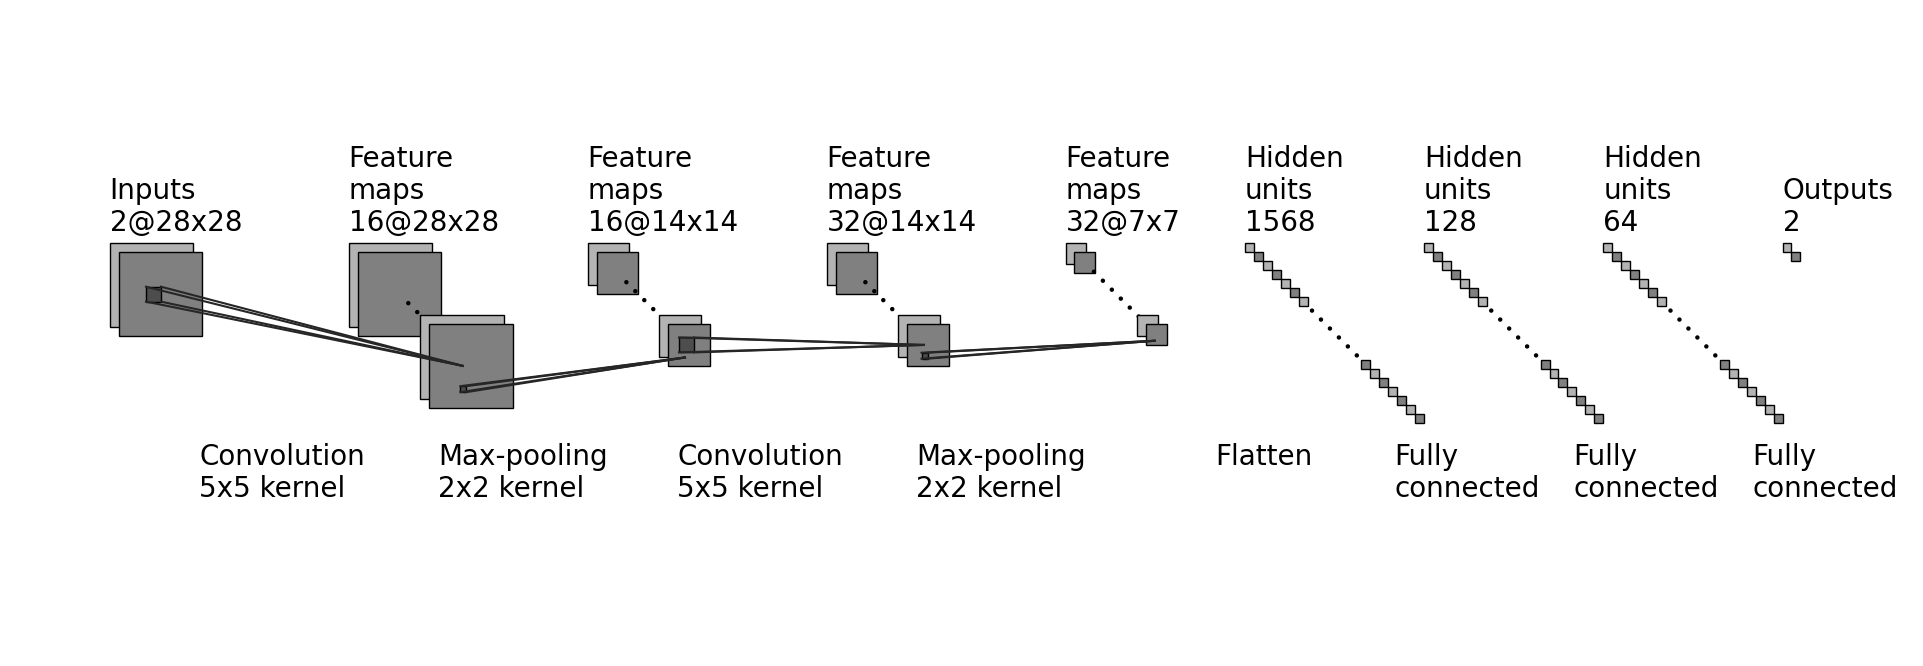 Inputs
2@28x28
Feature
maps
16@28x28
Feature
maps
16@14x14
Feature
maps
32@14x14
Feature
maps
32@7x7
Hidden
units
1568
Hidden
units
128
Hidden
units
64
Outputs
2
Convolution
5x5 kernel
Max-pooling
2x2 kernel
Convolution
5x5 kernel
Max-pooling
2x2 kernel
Flatten
Fully
connected
Fully
connected
Fully
connected